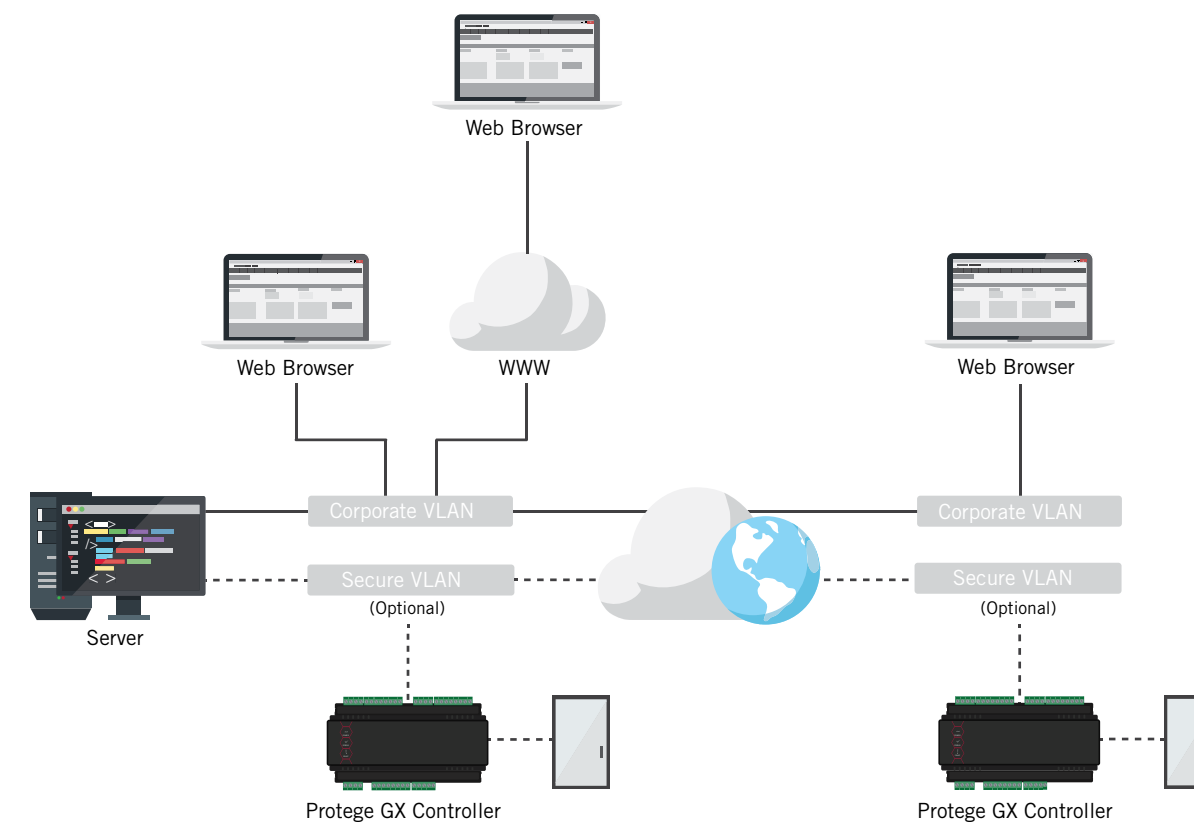 Web Browser
Web Browser
WWW
Web Browser
Corporate VLAN
Corporate VLAN
< >
/>
< >
Secure VLAN
Secure VLAN
(Optional)
(Optional)
Server
Protege GX Controller
Protege GX Controller